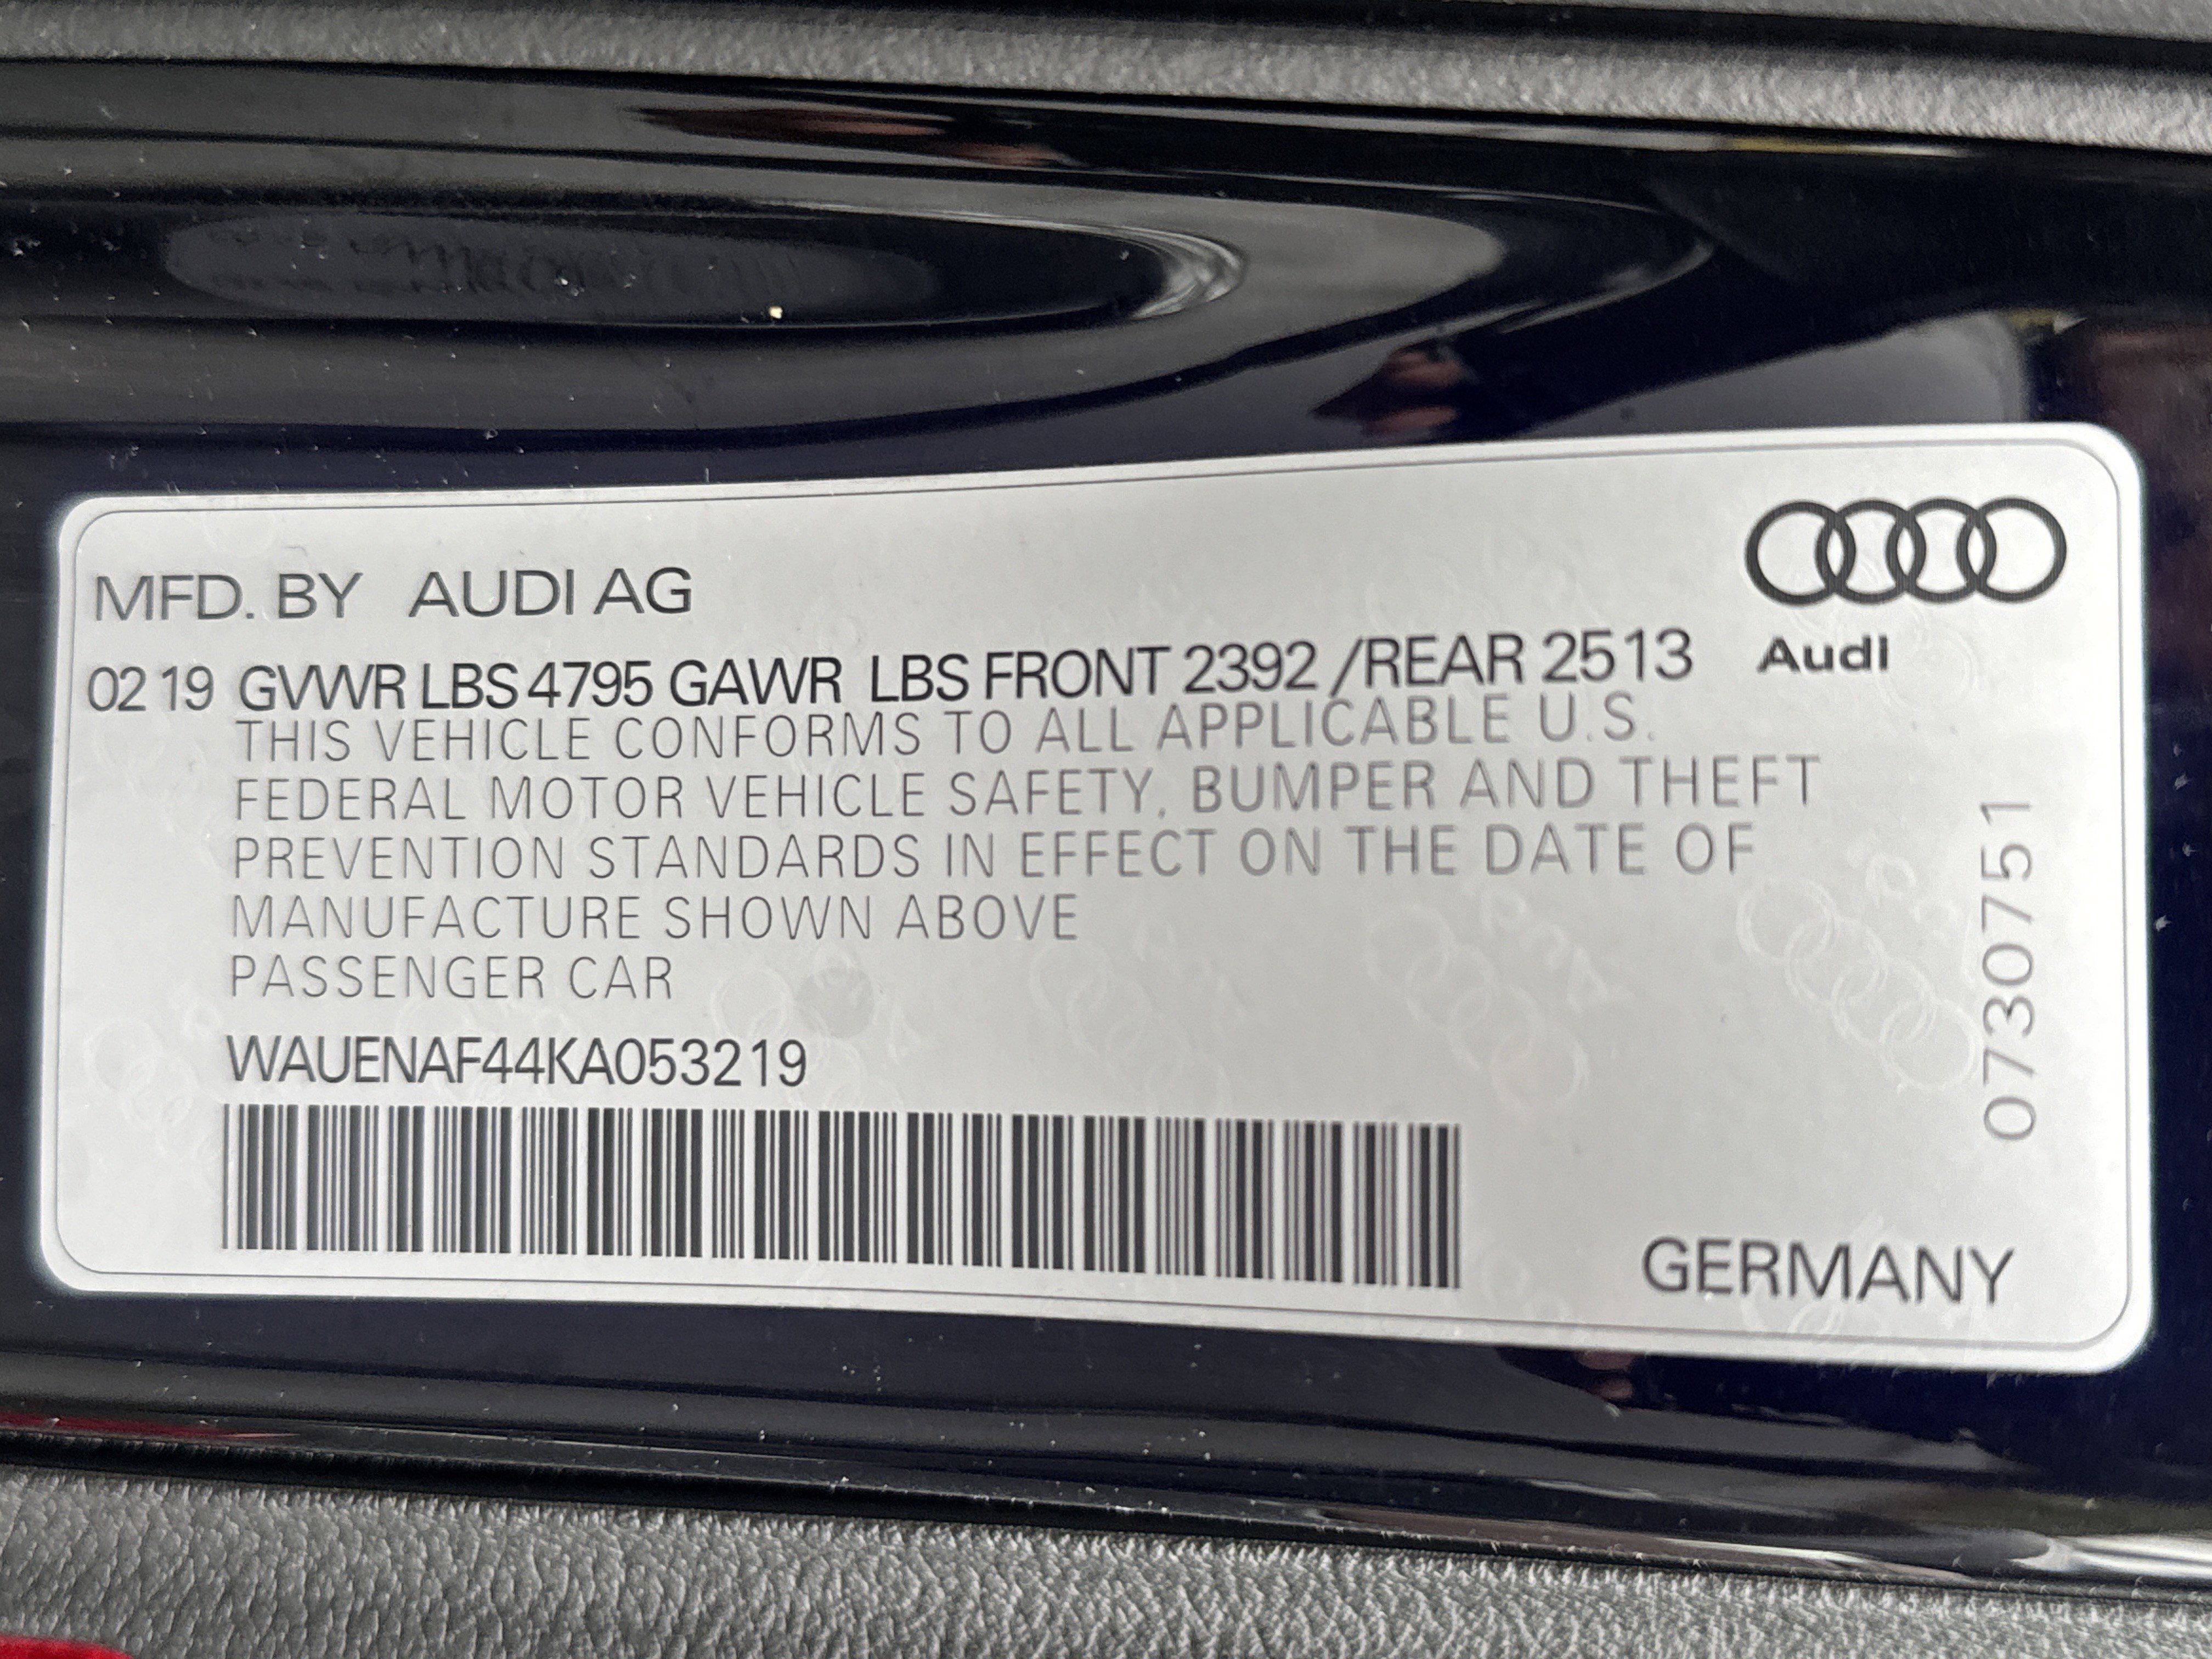 MFD. BY AUDI AG
Audi
02 19 GVWR LBS 4795 GAWR LBS FRONT 2392 /REAR 2513
THIS VEHICLE CONFORMS TO ALL APPLICABLE U.S.
FEDERAL MOTOR VEHICLE SAFETY, BUMPER AND THEFT
PREVENTION STANDARDS IN EFFECT ON THE DATE OF
MANUFACTURE SHOWN ABOVE
PASSENGER CAR
WAUENAF44KA053219
0730751
GERMANY